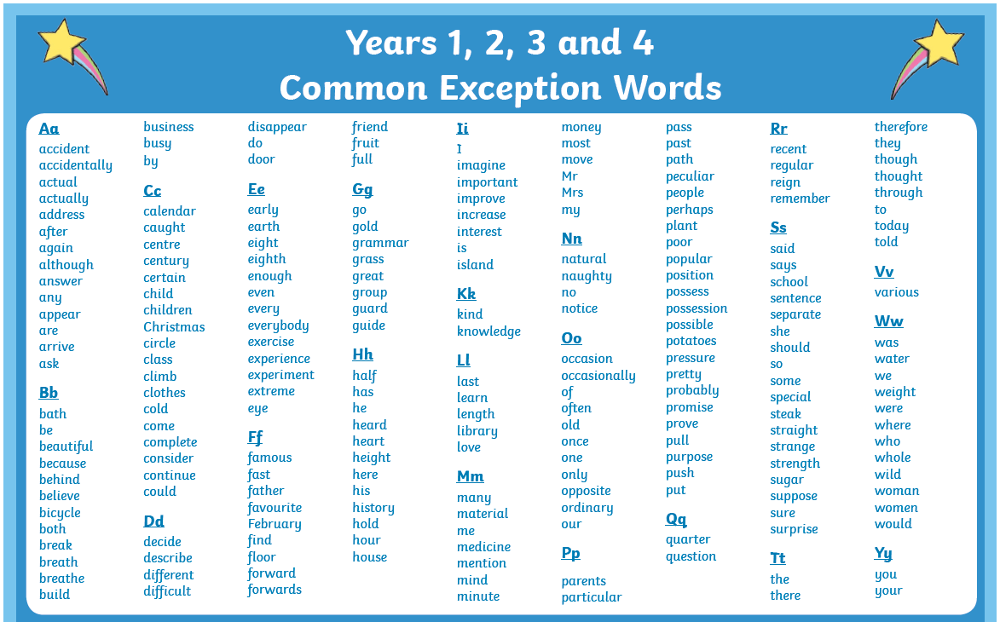 Years 1, 2, 3 and 4
Common Exception Words
Aa
accident
accidentally
actual
actually
address
after
again
although
answer
any
appear
are
arrive
ask
Bb
bath
be
beautiful
because
behind
believe
bicycle
both
break
breath
breathe
build
business
busy
by
Cc
calendar
caught
centre
century
certain
child
children
Christmas
circle
class
climb
clothes
cold
come
complete
consider
continue
could
Dd
decide
describe
different
difficult
disappear
do
door
Ee
early
earth
eight
eighth
enough
even
every
everybody
exercise
experience
experiment
extreme
eye
Ff
famous
fast
father
favourite
February
find
floor
forward
forwards
friend
fruit
full
Gg
go
gold
grammar
grass
great
group
guard
guide
Hh
half
has
he
heard
heart
height
here
his
history
hold
hour
house
Ii
I
imagine
important
improve
increase
interest
is
island
Kk
kind
knowledge
Ll
last
learn
length
library
love
Mm
many
material
me
medicine
mention
mind
minute
money
most
move
Mr
Mrs
my
Nn
natural
naughty
no
notice
Oo
occasion
occasionally
of
often
old
once
one
only
opposite
ordinary
our
Pp
parents
particular
pass
past
path
peculiar
people
perhaps
plant
poor
popular
position
possess
possession
possible
potatoes
pressure
pretty
probably
promise
prove
pull
purpose
push
put
Qq
quarter
question
Rr
recent
regular
reign
remember
Ss
said
says
school
sentence
separate
she
should
so
some
special
steak
straight
strange
strength
sugar
suppose
sure
surprise
Tt
the
there
therefore
they
though
thought
through
to
today
told
Vv
various
Ww
was
water
we
weight
were
where
who
whole
wild
woman
women
would
Yy
you
your